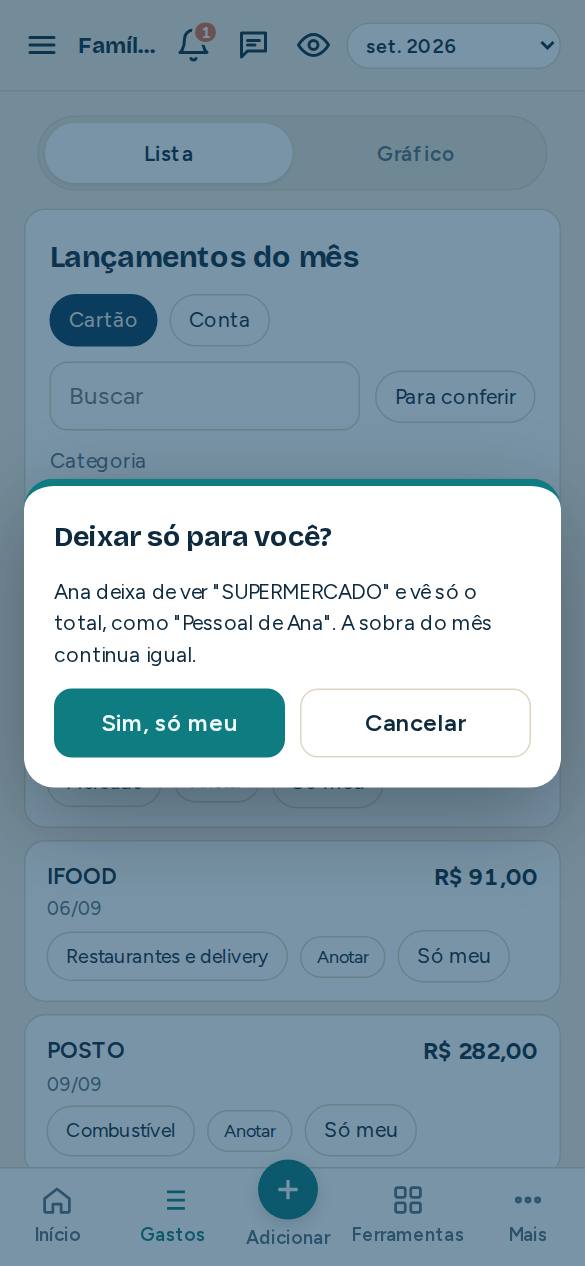 Famíl...
1
set. 2026
Lista
Gráfico
Lançamentos do mês
Cartão
Conta
Buscar
Para conferir
Categoria
Deixar só para você?
Ana deixa de ver "SUPERMERCADO" e vê só o
total, como "Pessoal de Ana". A sobra do mês
continua igual.
Sim, só meu
Cancelar
IFOOD
R$ 91,00
06/09
Restaurantes e delivery
Anotar
Só meu
POSTO
R$ 282,00
09/09
Combustível
Anotar
Só meu
Início
Gastos
Adicionar
Ferramentas
Mais